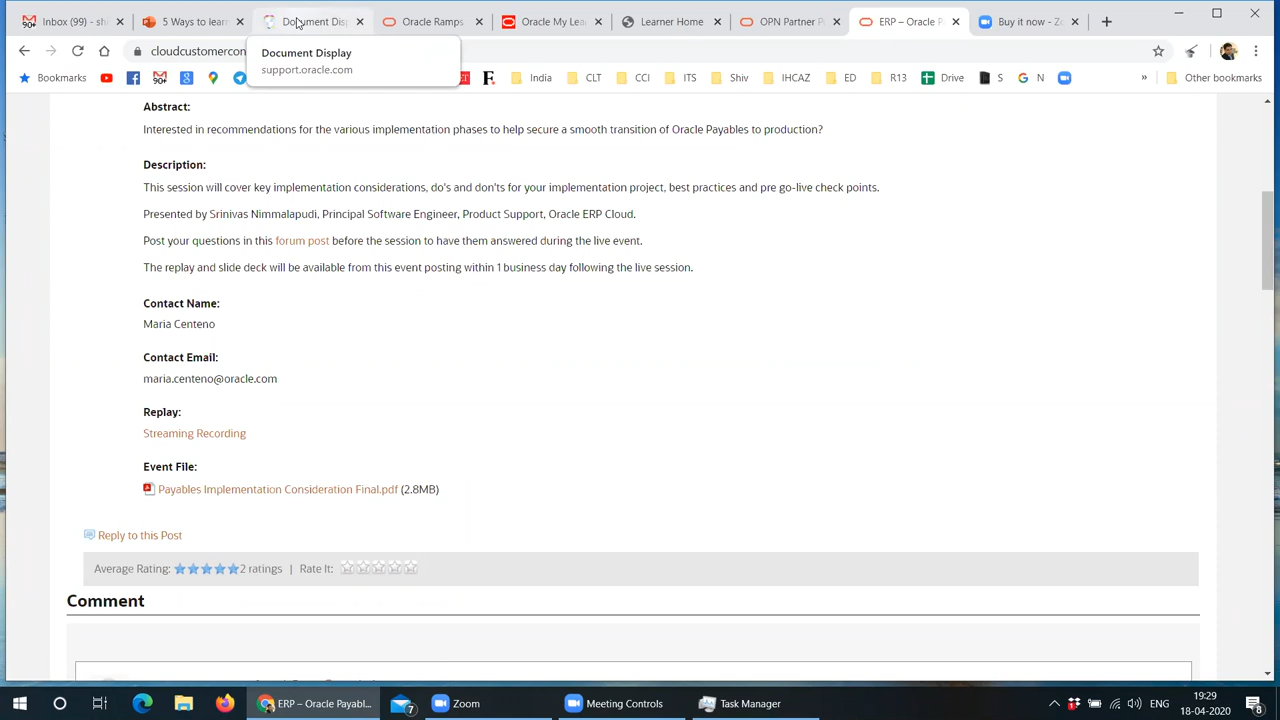 Inbox (99) - sh
5 Ways to learn
Document Disp
Oracle Ramps
Oracle My Lea
Learner Home
OPN Partner P
ERP – Oracle P
Buy it now - Zo
cloudcustomercon
Document Display
support.oracle.com
Bookmarks
India
CLT
CCI
ITS
Shiv
IHCAZ
ED
R13
Drive
S
N
Other bookmarks
Abstract:
Interested in recommendations for the various implementation phases to help secure a smooth transition of Oracle Payables to production?
Description:
This session will cover key implementation considerations, do's and don'ts for your implementation project, best practices and pre go-live check points.
Presented by Srinivas Nimmalapudi, Principal Software Engineer, Product Support, Oracle ERP Cloud.
Post your questions in this forum post before the session to have them answered during the live event.
The replay and slide deck will be available from this event posting within 1 business day following the live session.
Contact Name:
Maria Centeno
Contact Email:
maria.centeno@oracle.com
Replay:
Streaming Recording
Event File:
Payables Implementation Consideration Final.pdf (2.8MB)
Reply to this Post
Average Rating: 2 ratings | Rate It:
Comment
ERP – Oracle Payabl...
7
Zoom
Meeting Controls
Task Manager
ENG
19:29
18-04-2020
8